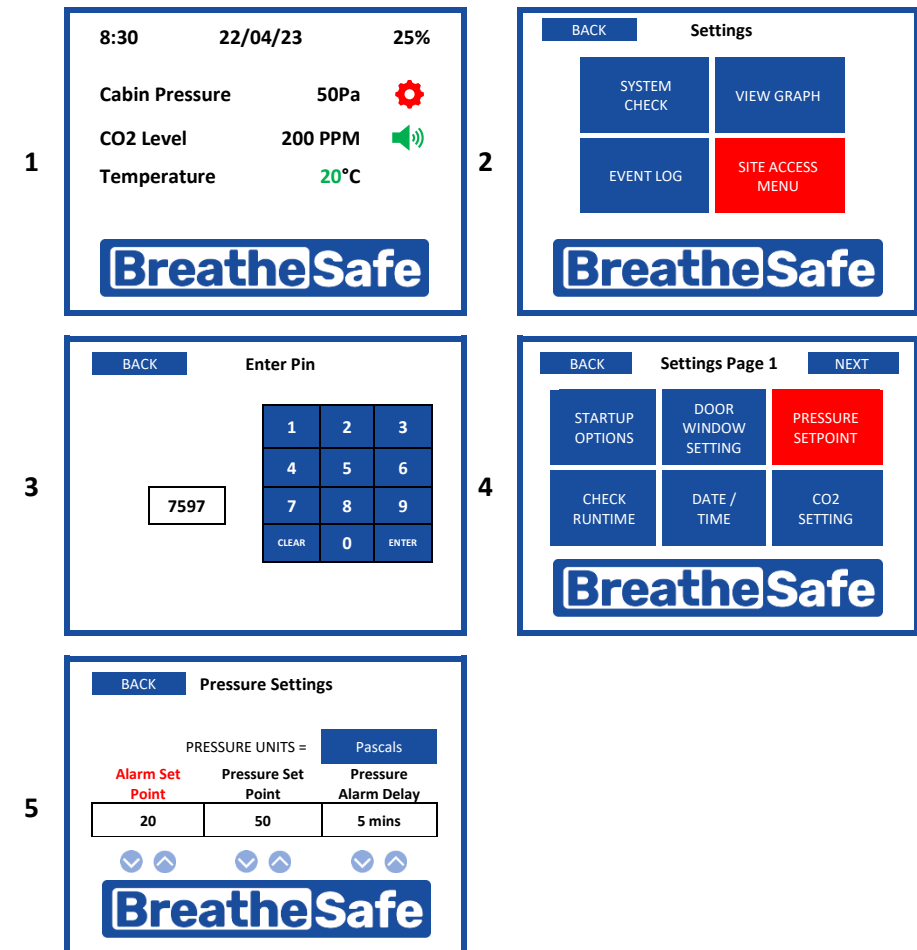 1
8:30 22/04/23 25%
Cabin Pressure 50Pa
CO2 Level 200 PPM
Temperature 20°C
BreatheSafe
2
BACK Settings
SYSTEM
CHECK
VIEW GRAPH
EVENT LOG
SITE ACCESS
MENU
BreatheSafe
3
BACK Enter Pin
7597
1 2 3
4 5 6
7 8 9
CLEAR 0 ENTER
4
BACK Settings Page 1 NEXT
STARTUP
OPTIONS
DOOR
WINDOW
SETTING
PRESSURE
SETPOINT
CHECK
RUNTIME
DATE /
TIME
CO2
SETTING
BreatheSafe
5
BACK Pressure Settings
PRESSURE UNITS = Pascals
Alarm Set
Point
Pressure Set
Point
Pressure
Alarm Delay
20 50 5 mins
BreatheSafe